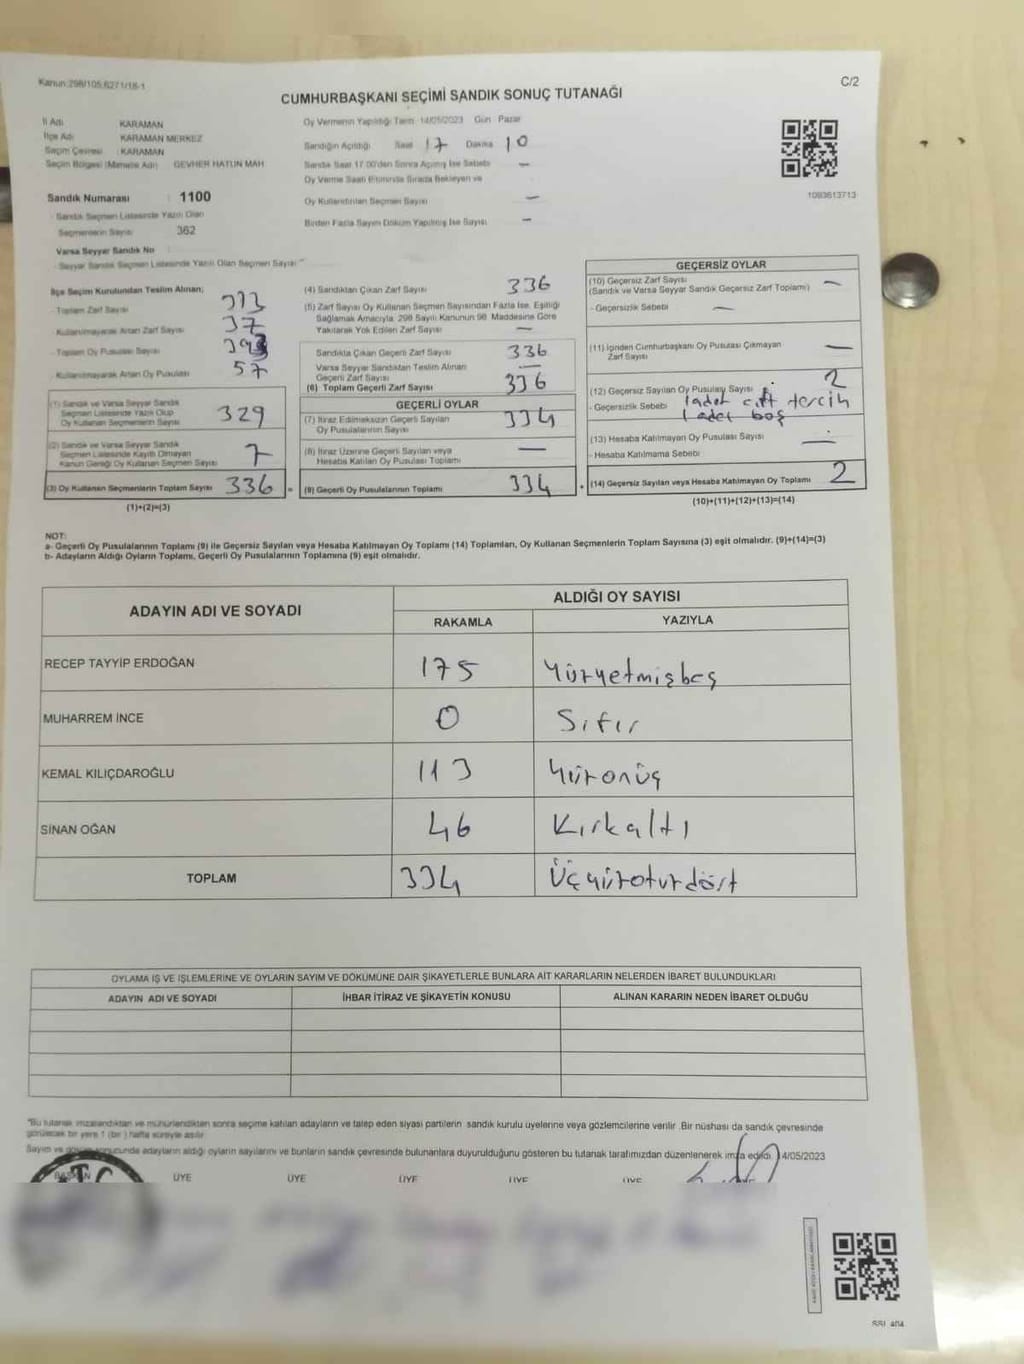 Kanun:298/105;6271/18-1
C/2
CUMHURBAŞKANI SEÇİMİ SANDIK SONUÇ TUTANAĞI
İl Adı KARAMAN
İlçe Adı KARAMAN MERKEZ
Seçim Çevresi : KARAMAN
Seçim Bölgesi (Mahalle Adı) GEVHER HATUN MAH
Sandık Numarası : 1100
- Sandık Seçmen Listesinde Yazılı Olan
Seçmenlerin Sayısı 362
Varsa Seyyar Sandık No
- Seyyar Sandık Seçmen Listesinde Yazılı Olan Seçmen Sayısı
Oy Vermenin Yapıldığı Tarih 14/05/2023 Gün Pazar
Sandığın Açıldığı Saat 17 Dakika 10
Sandık Saat 17.00'den Sonra Açılmış İse Sebebi —
Oy Verme Saati Bitiminde Sırada Bekleyen ve
Oy Kullandırılan Seçmen Sayısı —
Birden Fazla Sayım Döküm Yapılmış İse Sayısı —
1093613713
İlçe Seçim Kurulundan Teslim Alınan;
- Toplam Zarf Sayısı 373
- Kullanılmayarak Artan Zarf Sayısı 37
- Toplam Oy Pusulası Sayısı
- Kullanılmayarak Artan Oy Pusulası 57
(1) Sandık ve Varsa Seyyar Sandık
Seçmen Listesinde Yazılı Olup
Oy Kullanan Seçmenlerin Sayısı 329
(2) Sandık ve Varsa Seyyar Sandık
Seçmen Listesinde Kayıtlı Olmayan
Kanun Gereği Oy Kullanan Seçmen Sayısı 7
(3) Oy Kullanan Seçmenlerin Toplam Sayısı 336
(1)+(2)=(3)
(4) Sandıktan Çıkan Zarf Sayısı 336
(5) Zarf Sayısı Oy Kullanan Seçmen Sayısından Fazla İse, Eşitliği
Sağlamak Amacıyla, 298 Sayılı Kanunun 98. Maddesine Göre
Yakılarak Yok Edilen Zarf Sayısı —
Sandıkta Çıkan Geçerli Zarf Sayısı 336
Varsa Seyyar Sandıktan Teslim Alınan
Geçerli Zarf Sayısı —
(6) Toplam Geçerli Zarf Sayısı 336
GEÇERLİ OYLAR
(7) İtiraz Edilmeksizin Geçerli Sayılan
Oy Pusulalarının Sayısı 334
(8) İtiraz Üzerine Geçerli Sayılan veya
Hesaba Katılan Oy Pusulası Toplamı —
(9) Geçerli Oy Pusulalarının Toplamı 334
GEÇERSİZ OYLAR
(10) Geçersiz Zarf Sayısı —
(Sandık ve Varsa Seyyar Sandık Geçersiz Zarf Toplamı)
- Geçersizlik Sebebi —
(11) İçinden Cumhurbaşkanı Oy Pusulası Çıkmayan
Zarf Sayısı —
(12) Geçersiz Sayılan Oy Pusulası Sayısı 2
- Geçersizlik Sebebi 1 adet çift tercih
1 adet boş
(13) Hesaba Katılmayan Oy Pusulası Sayısı —
- Hesaba Katılmama Sebebi
(14) Geçersiz Sayılan veya Hesaba Katılmayan Oy Toplamı 2
(10)+(11)+(12)+(13)=(14)
NOT:
a- Geçerli Oy Pusulalarının Toplamı (9) ile Geçersiz Sayılan veya Hesaba Katılmayan Oy Toplamı (14) Toplamları, Oy Kullanan Seçmenlerin Toplam Sayısına (3) eşit olmalıdır. (9)+(14)=(3)
b- Adayların Aldığı Oyların Toplamı, Geçerli Oy Pusulalarının Toplamına (9) eşit olmalıdır.
ADAYIN ADI VE SOYADI ALDIĞI OY SAYISI
RAKAMLA YAZIYLA
RECEP TAYYİP ERDOĞAN 175 Yüzyetmişbeş
MUHARREM İNCE 0 Sıfır
KEMAL KILIÇDAROĞLU 113 Yüzonüç
SİNAN OĞAN 46 Kırkaltı
TOPLAM 334 Üçyüzotuzdört
OYLAMA İŞ VE İŞLEMLERİNE VE OYLARIN SAYIM VE DÖKÜMÜNE DAİR ŞİKAYETLERLE BUNLARA AİT KARARLARIN NELERDEN İBARET BULUNDUKLARI
ADAYIN ADI VE SOYADI İHBAR İTİRAZ VE ŞİKAYETİN KONUSU ALINAN KARARIN NEDEN İBARET OLDUĞU
*Bu tutanak imzalandıktan ve mühürlendikten sonra seçime katılan adayların ve talep eden siyasi partilerin sandık kurulu üyelerine veya gözlemcilerine verilir .Bir nüshası da sandık çevresinde
görülecek bir yere 1 (bir ) hafta süreyle asılır.
Sayım ve döküm sonucunda adayların aldığı oyların sayılarını ve bunların sandık çevresinde bulunanlara duyurulduğunu gösteren bu tutanak tarafımızdan düzenlenerek imza edildi. 14/05/2023
BAŞKAN ÜYE ÜYE ÜYE ÜYE ÜYE